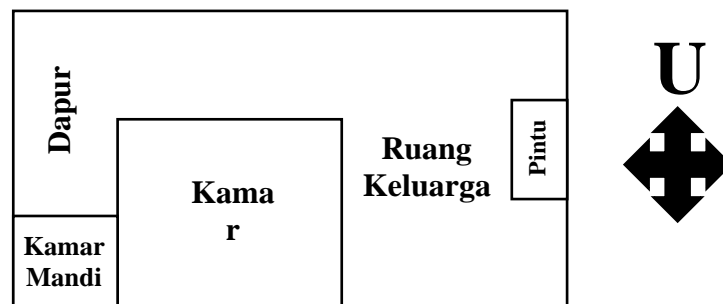 U
Dapur
Ruang
Keluarga
Pintu
Kama
r
Kamar
Mandi